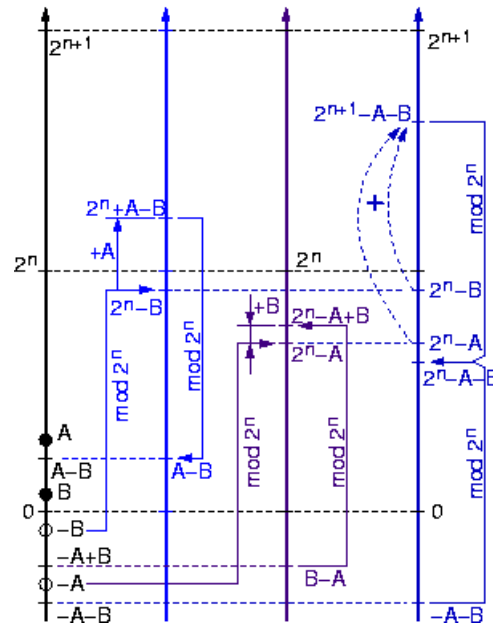 2ⁿ⁺¹
2ⁿ⁺¹
2ⁿ⁺¹–A–B
mod 2ⁿ
2ⁿ+A–B
+A
+
2ⁿ
2ⁿ
2ⁿ–B
2ⁿ–B
+B
2ⁿ–A+B
2ⁿ–A
2ⁿ–A
mod 2ⁿ
mod 2ⁿ
2ⁿ–A–B
A
A–B
A–B
mod 2ⁿ
mod 2ⁿ
mod 2ⁿ
B
0
0
–B
–A+B
–A
B–A
–A–B
–A–B